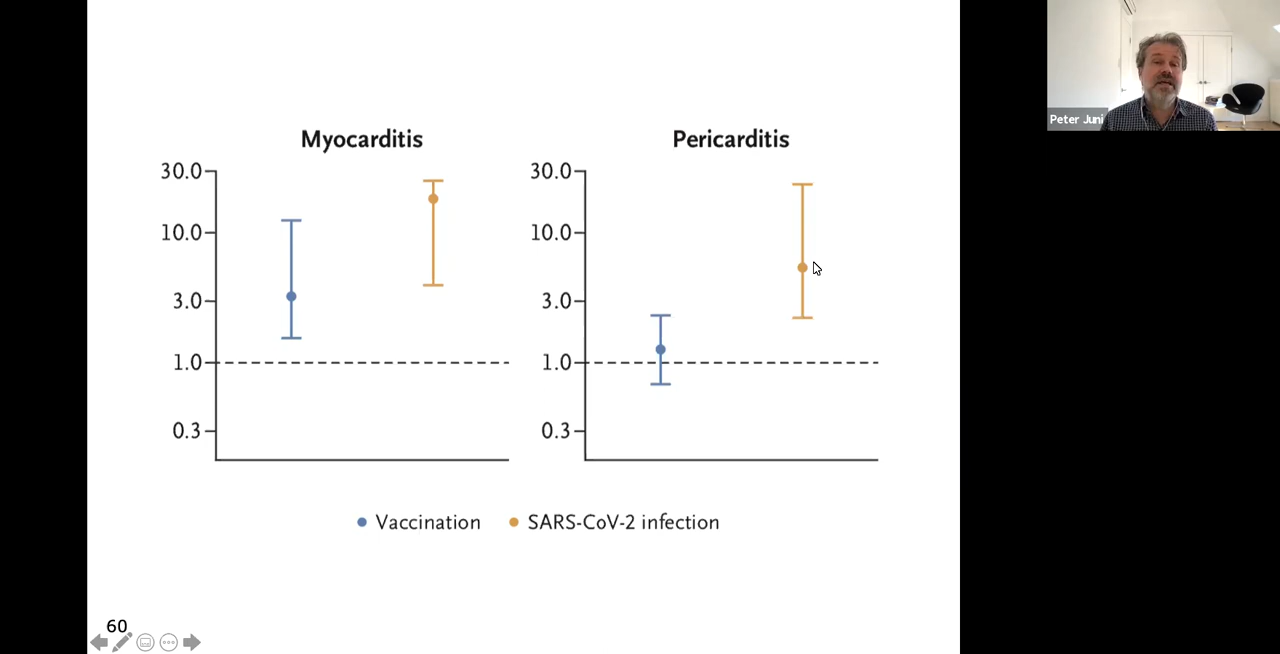 Myocarditis
30.0
10.0
3.0
1.0
0.3
Pericarditis
30.0
10.0
3.0
1.0
0.3
Vaccination
SARS-CoV-2 infection
60
Peter Juni